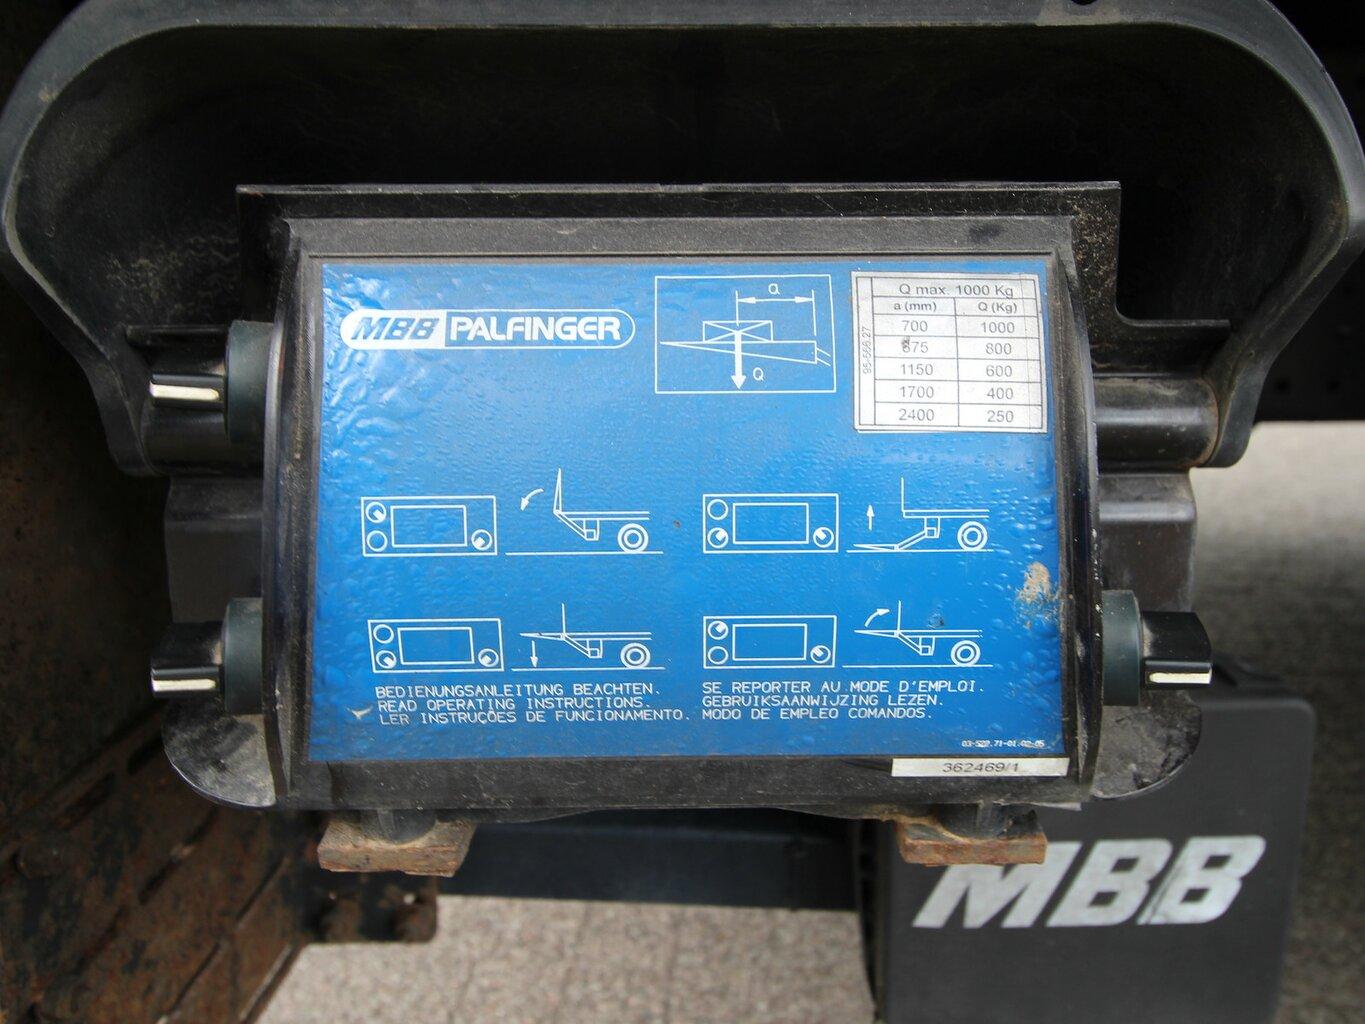 MBB PALFINGER
a
Q
Q max. 1000 Kg
a (mm) Q (Kg)
700 1000
875 800
1150 600
1700 400
2400 250
BEDIENUNGSANLEITUNG BEACHTEN.
READ OPERATING INSTRUCTIONS.
LER INSTRUÇÕES DE FUNCIONAMENTO.
SE REPORTER AU MODE D'EMPLOI.
GEBRUIKSAANWIJZING LEZEN.
MODO DE EMPLEO COMANDOS.
362469/1
MBB